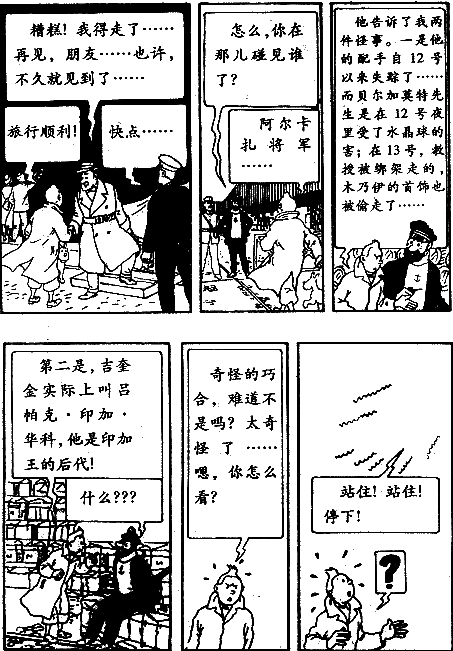 糟糕！我得走了……
再见，朋友……也许，
不久就见到了……
旅行顺利！
快点……
怎么，你在
那儿碰见谁
了？
阿尔卡
扎将军
……
他告诉了我两
件怪事。一是他
的配手自12号
以来失踪了……
而贝尔加莫特先
生是在12号夜
里受了水晶球的
害；在13号，教
授被绑架走的，
木乃伊的首饰也
被偷走了……
第二是，吉奎
金实际上叫吕
帕克·印加·
华科，他是印加
王的后代！
什么？？？
奇怪的巧
合，难道不
是吗？太奇
怪了……
嗯，你怎么
看？
站住！站住！
停下！
?